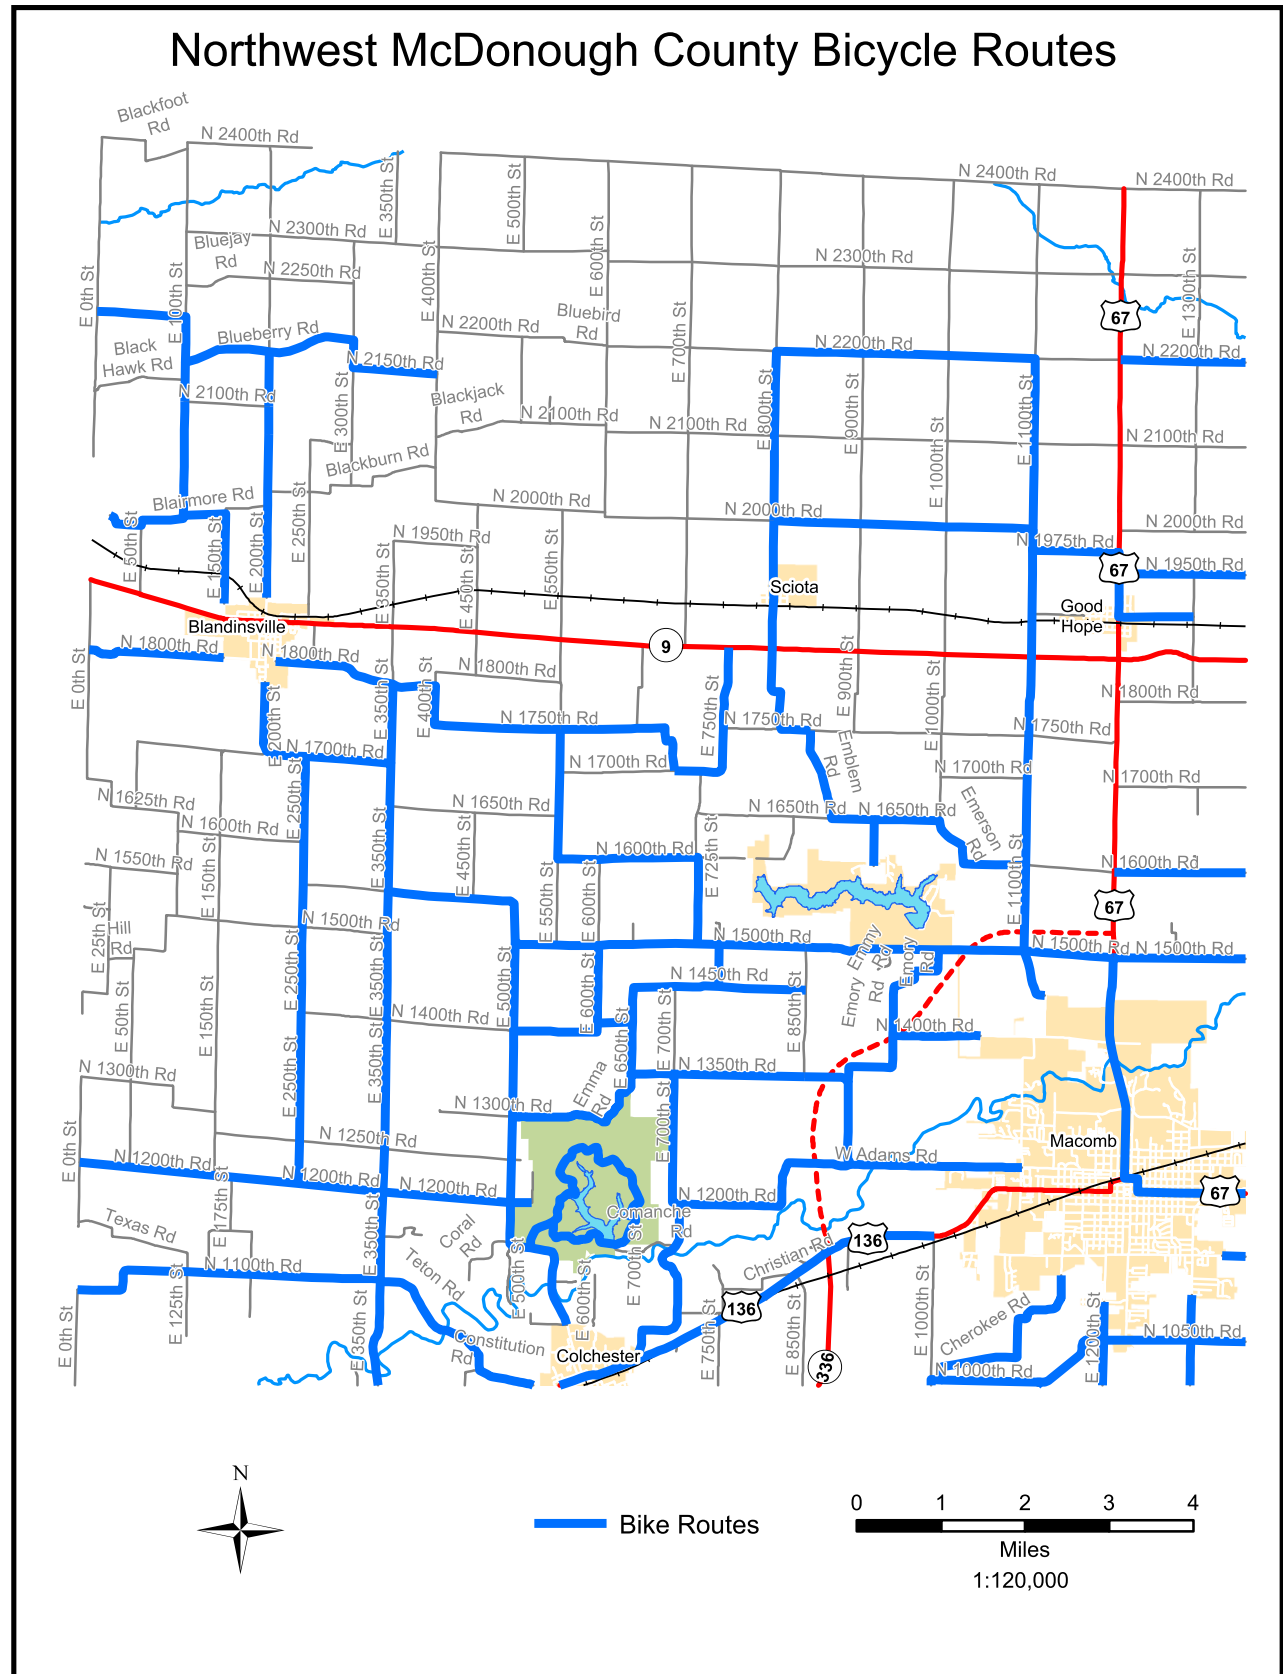 Northwest McDonough County Bicycle Routes
Blackfoot
Rd
N 2400th Rd
N 2400th Rd
N 2400th Rd
E 350th St
E 500th St
N 2300th Rd
Bluejay
Rd
N 2250th Rd
E 600th St
N 2300th Rd
E 1300th St
E 0th St
E 100th St
E 400th St
67
Blueberry Rd
N 2200th Rd
Bluebird
Rd
E 700th St
N 2200th Rd
N 2200th Rd
Black
Hawk Rd
N 2150th Rd
N 2100th Rd
E 300th St
Blackjack
Rd
N 2100th Rd
N 2100th Rd
E 800th St
E 900th St
E 1000th St
E 1100th St
N 2100th Rd
Blackburn Rd
Blairmore Rd
N 2000th Rd
N 2000th Rd
N 2000th Rd
E 50th St
E 150th St
E 200th St
E 250th St
E 350th St
N 1950th Rd
E 450th St
E 550th St
N 1975th Rd
N 1950th Rd
67
Sciota
Good
Hope
Blandinsville
9
N 1800th Rd
N 1800th Rd
N 1800th Rd
N 1800th Rd
E 0th St
E 200th St
E 350th St
E 400th St
N 1750th Rd
E 750th St
N 1750th Rd
E 900th St
E 1000th St
N 1750th Rd
N 1700th Rd
N 1700th Rd
Emblem
Rd
N 1700th Rd
N 1700th Rd
N 1625th Rd
N 1600th Rd
E 250th St
E 350th St
N 1650th Rd
E 450th St
N 1650th Rd
N 1650th Rd
Emerson
Rd
N 1550th Rd
E 150th St
N 1600th Rd
E 725th St
E 1100th St
N 1600th Rd
E 25th St
Hill
Rd
N 1500th Rd
E 550th St
E 600th St
67
N 1500th Rd
Emory
Rd
Emmy
Rd
Emory
Rd
N 1500th Rd
N 1500th Rd
E 50th St
E 150th St
E 250th St
E 350th St
N 1400th Rd
E 500th St
E 600th St
N 1450th Rd
E 650th St
E 700th St
E 850th St
N 1400th Rd
N 1300th Rd
E 250th St
E 350th St
N 1300th Rd
Emma
Rd
N 1350th Rd
E 700th St
E 0th St
N 1250th Rd
Macomb
N 1200th Rd
N 1200th Rd
N 1200th Rd
N 1200th Rd
W Adams Rd
67
Texas Rd
E 175th St
E 350th St
Coral
Rd
Comanche
Rd
136
N 1100th Rd
Teton Rd
E 500th St
E 600th St
E 700th St
Christian Rd
136
E 0th St
E 125th St
E 350th St
Constitution
Rd
Colchester
E 750th St
E 850th St
336
E 1000th St
Cherokee Rd
N 1000th Rd
E 1200th St
N 1050th Rd
N
Bike Routes
0 1 2 3 4
Miles
1:120,000